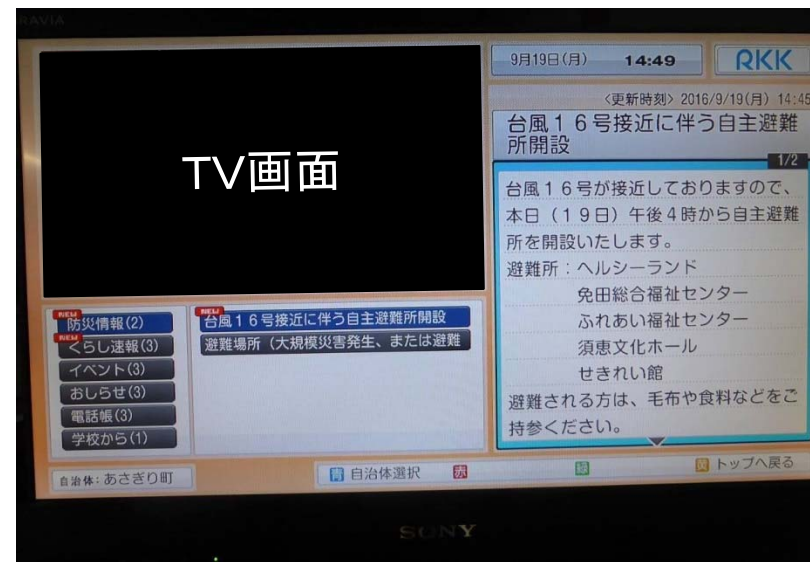 RAVIA
9月19日(月) 14:49 RKK
<更新時刻> 2016/9/19(月) 14:45
台風16号接近に伴う自主避難
所開設
1/2
TV画面
台風16号が接近しておりますので、
本日(19日)午後4時から自主避難
所を開設いたします。
避難所:ヘルシーランド
免田総合福祉センター
ふれあい福祉センター
須恵文化ホール
せきれい館
避難される方は、毛布や食料などをご
持参ください。
NEW
防災情報(2)
NEW
くらし速報(3)
イベント(3)
おしらせ(3)
電話帳(3)
学校から(1)
NEW
台風16号接近に伴う自主避難所開設
避難場所(大規模災害発生、または避難
自治体:あさぎり町
青 自治体選択 赤 緑 黄 トップへ戻る
SONY